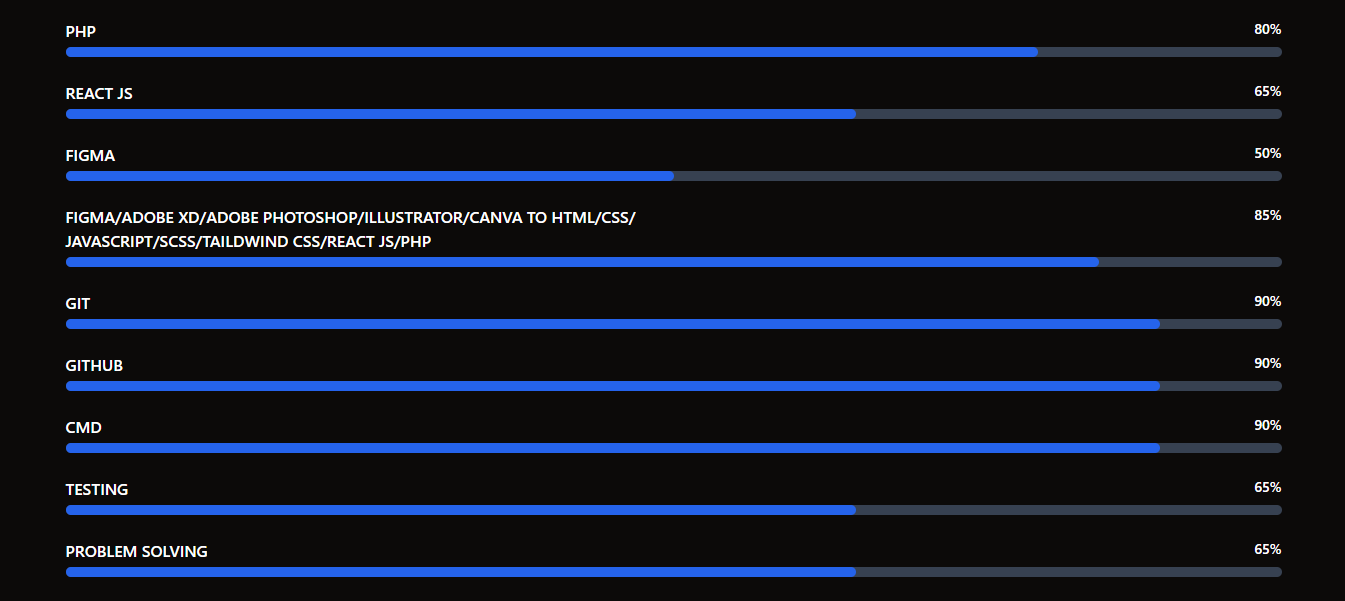 PHP 80%
REACT JS 65%
FIGMA 50%
FIGMA/ADOBE XD/ADOBE PHOTOSHOP/ILLUSTRATOR/CANVA TO HTML/CSS/ 85%
JAVASCRIPT/SCSS/TAILDWIND CSS/REACT JS/PHP
GIT 90%
GITHUB 90%
CMD 90%
TESTING 65%
PROBLEM SOLVING 65%